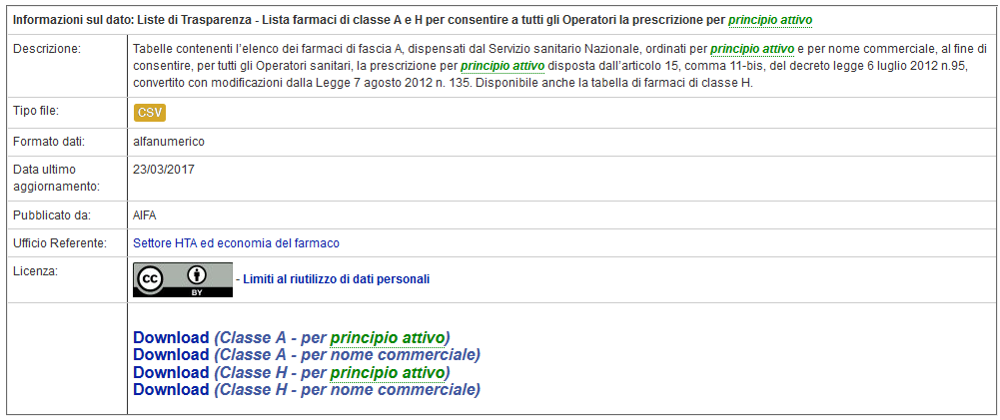 Informazioni sul dato: Liste di Trasparenza - Lista farmaci di classe A e H per consentire a tutti gli Operatori la prescrizione per principio attivo
Descrizione:
Tabelle contenenti l'elenco dei farmaci di fascia A, dispensati dal Servizio sanitario Nazionale, ordinati per principio attivo e per nome commerciale, al fine di
consentire, per tutti gli Operatori sanitari, la prescrizione per principio attivo disposta dall'articolo 15, comma 11-bis, del decreto legge 6 luglio 2012 n.95,
convertito con modificazioni dalla Legge 7 agosto 2012 n. 135. Disponibile anche la tabella di farmaci di classe H.
Tipo file:
CSV
Formato dati:
alfanumerico
Data ultimo
aggiornamento:
23/03/2017
Pubblicato da:
AIFA
Ufficio Referente:
Settore HTA ed economia del farmaco
Licenza:
cc BY - Limiti al riutilizzo di dati personali
Download (Classe A - per principio attivo)
Download (Classe A - per nome commerciale)
Download (Classe H - per principio attivo)
Download (Classe H - per nome commerciale)